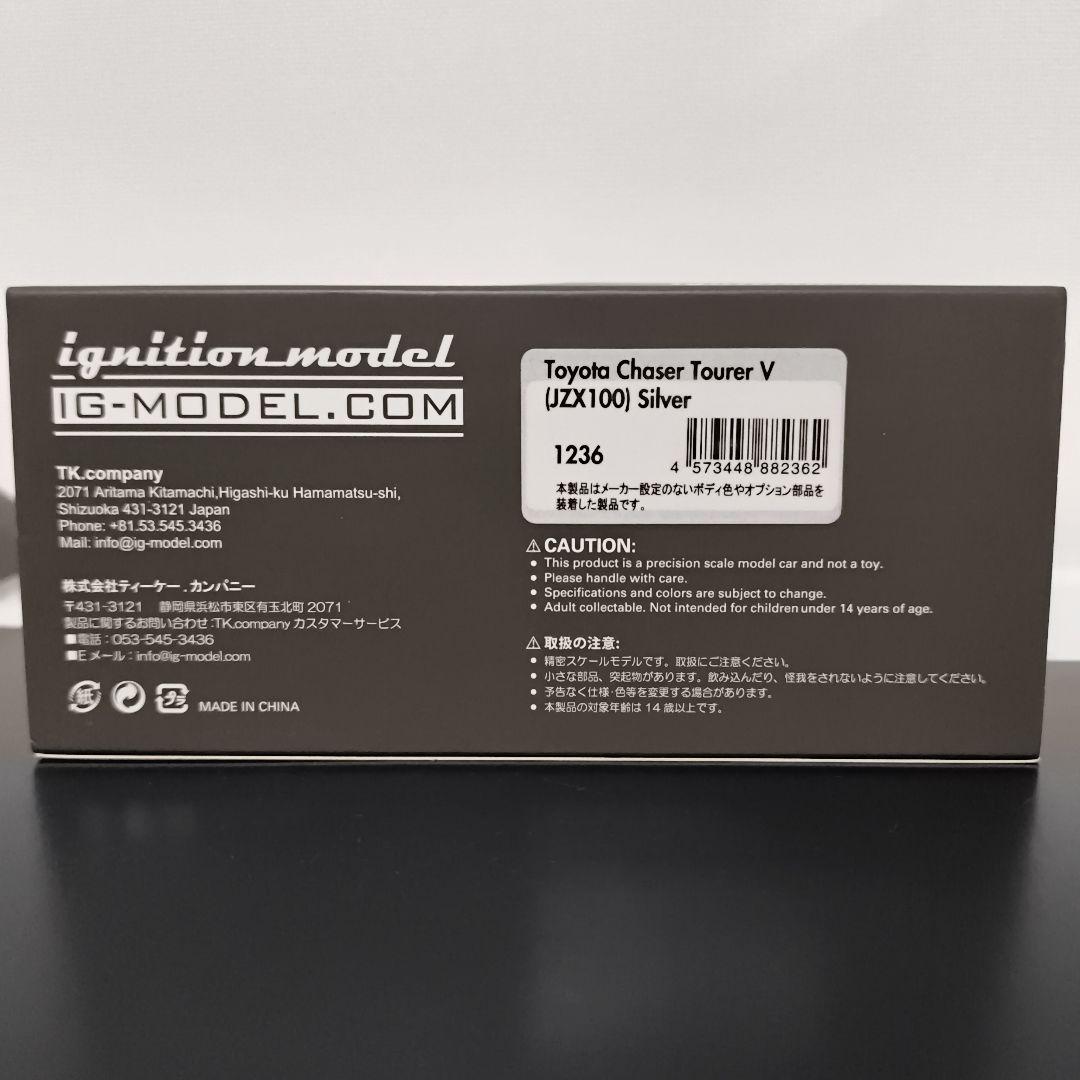 ignition model
IG-MODEL.COM
TK.company
2071 Aritama Kitamachi,Higashi-ku Hamamatsu-shi,
Shizuoka 431-3121 Japan
Phone: +81.53.545.3436
Mail: info@ig-model.com
株式会社ティーケー.カンパニー
〒431-3121 静岡県浜松市東区有玉北町2071
製品に関するお問い合わせ:TK.company カスタマーサービス
■電話:053-545-3436
■Eメール:info@ig-model.com
紙
プラ
MADE IN CHINA
Toyota Chaser Tourer V
(JZX100) Silver
1236
4 573448 882362
本製品はメーカー設定のないボディ色やオプション部品を
装着した製品です。
⚠ CAUTION:
• This product is a precision scale model car and not a toy.
• Please handle with care.
• Specifications and colors are subject to change.
• Adult collectable. Not intended for children under 14 years of age.
⚠ 取扱の注意:
• 精密スケールモデルです。取扱にご注意ください。
• 小さな部品、突起物があります。飲み込んだり、怪我をされないように注意してください。
• 予告なく仕様・色等を変更する場合があります。
• 本製品の対象年齢は14歳以上です。